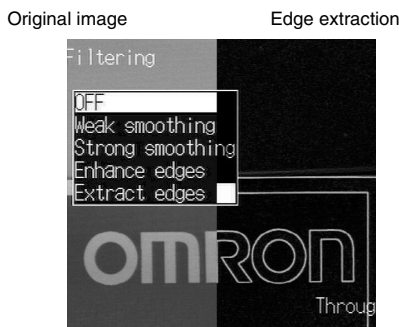 Original image Edge extraction
Filtering
OFF
Weak smoothing
Strong smoothing
Enhance edges
Extract edges
OMRON
Throug